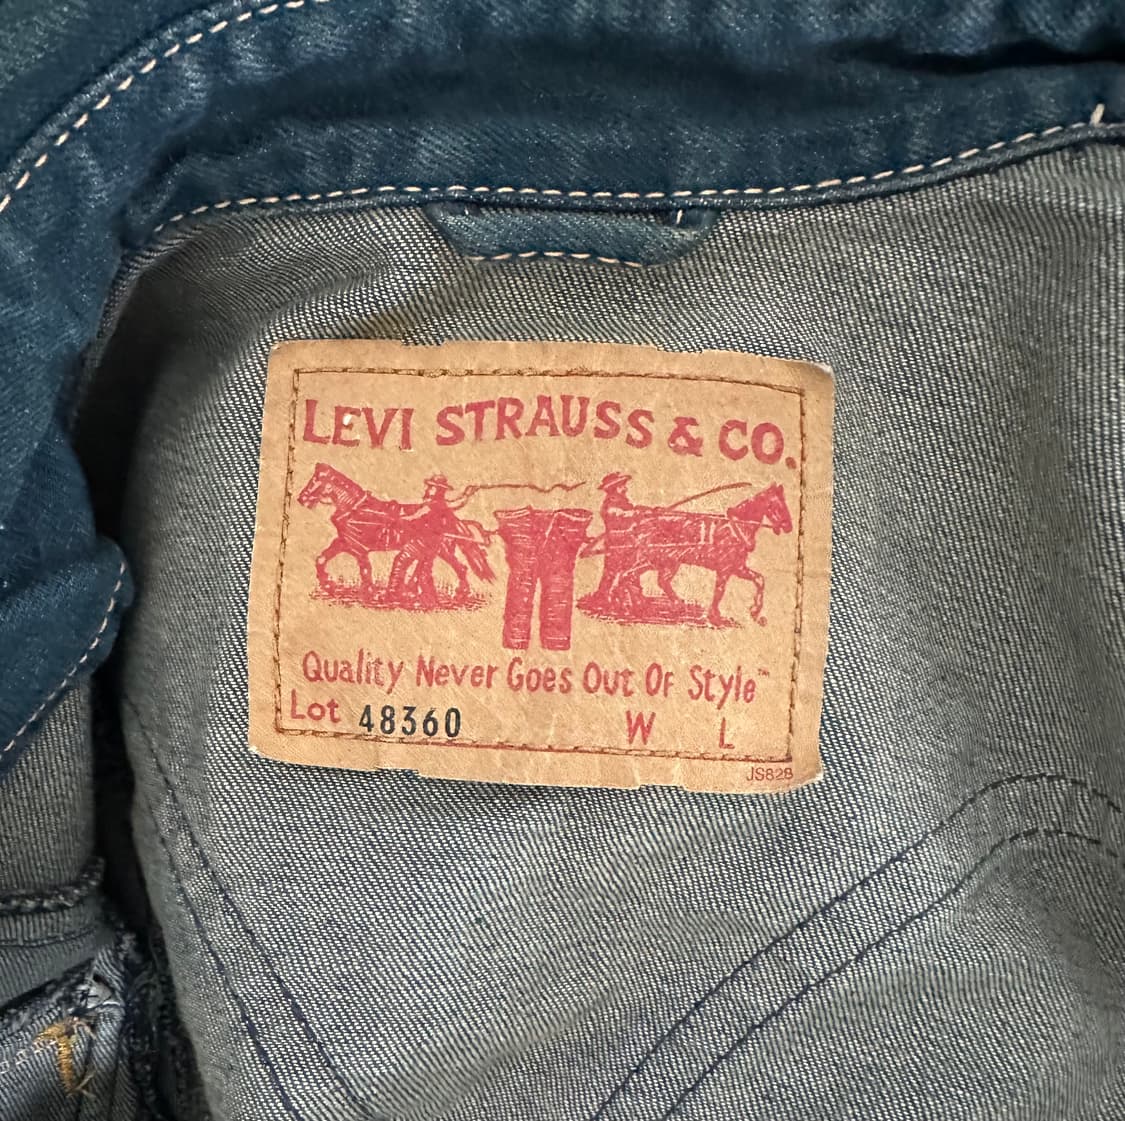 LEVI STRAUSS & CO.
Quality Never Goes Out Of Style™
Lot 48360 W L
JS828